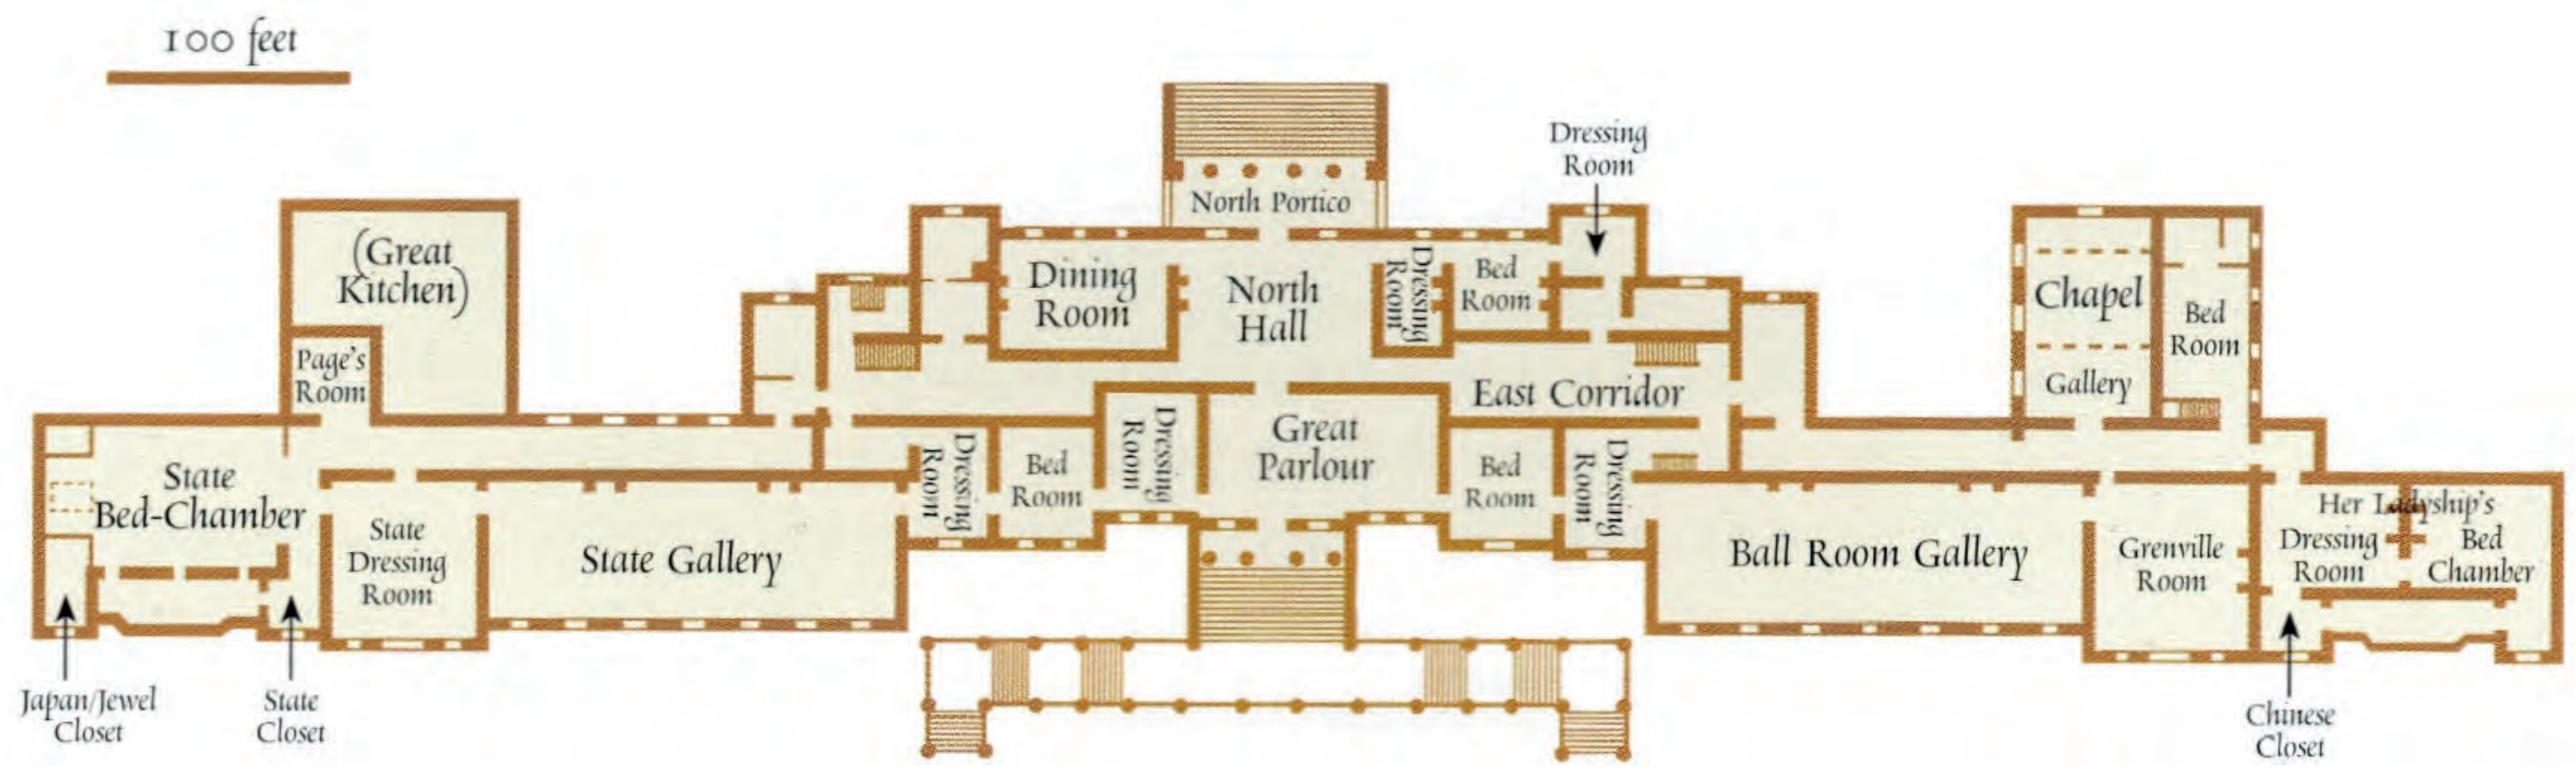 100 feet
Dressing
Room
North Portico
(Great
Kitchen)
Page's
Room
Dining
Room
North
Hall
Dressing
Room
Bed
Room
Chapel
Gallery
Bed
Room
East Corridor
State
Bed-Chamber
State
Dressing
Room
State Gallery
Dressing
Room
Bed
Room
Dressing
Room
Great
Parlour
Bed
Room
Dressing
Room
Ball Room Gallery
Grenville
Room
Her Ladyship's
Dressing
Room
Bed
Chamber
Japan/Jewel
Closet
State
Closet
Chinese
Closet